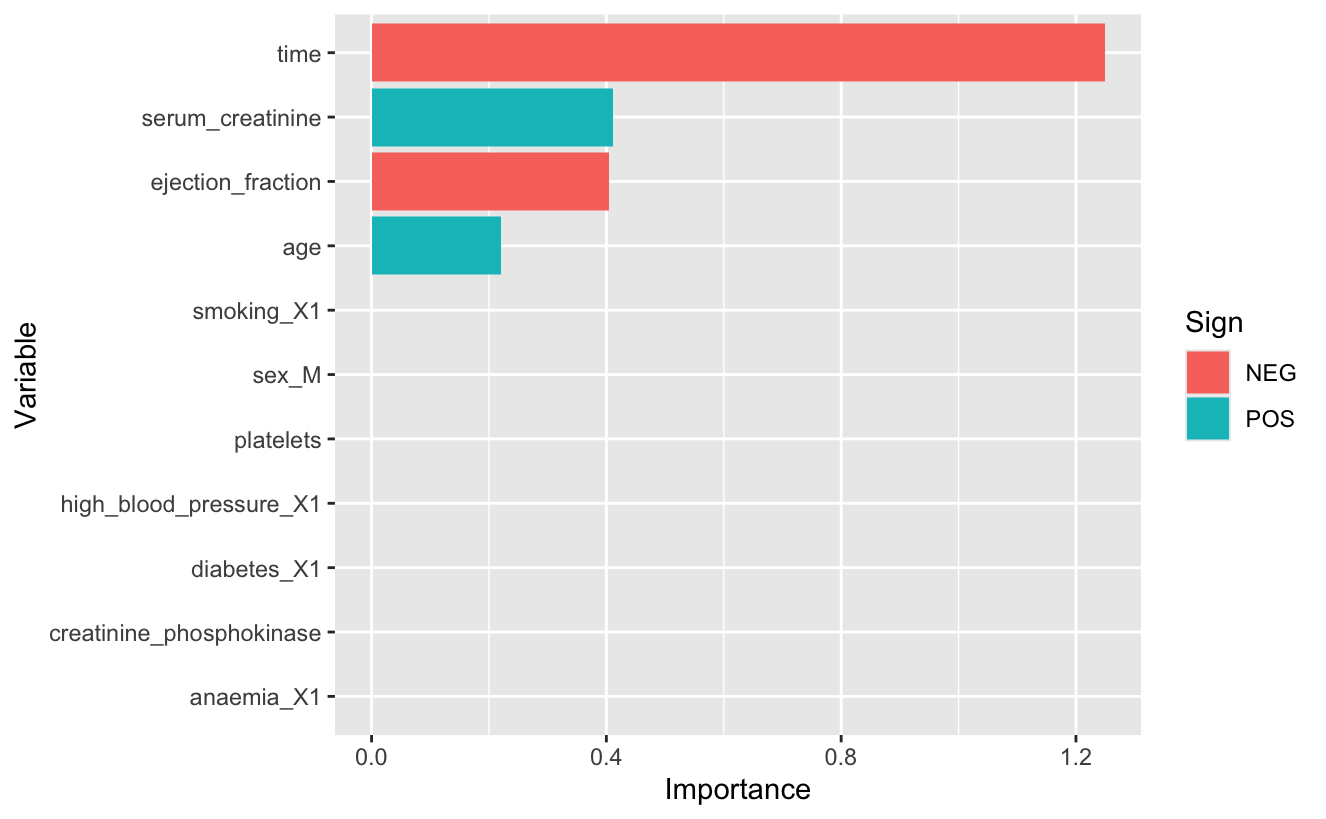 time
serum_creatinine
ejection_fraction
age
smoking_X1
sex_M
platelets
high_blood_pressure_X1
diabetes_X1
creatinine_phosphokinase
anaemia_X1
Variable
0.0 0.4 0.8 1.2
Importance
Sign
NEG
POS